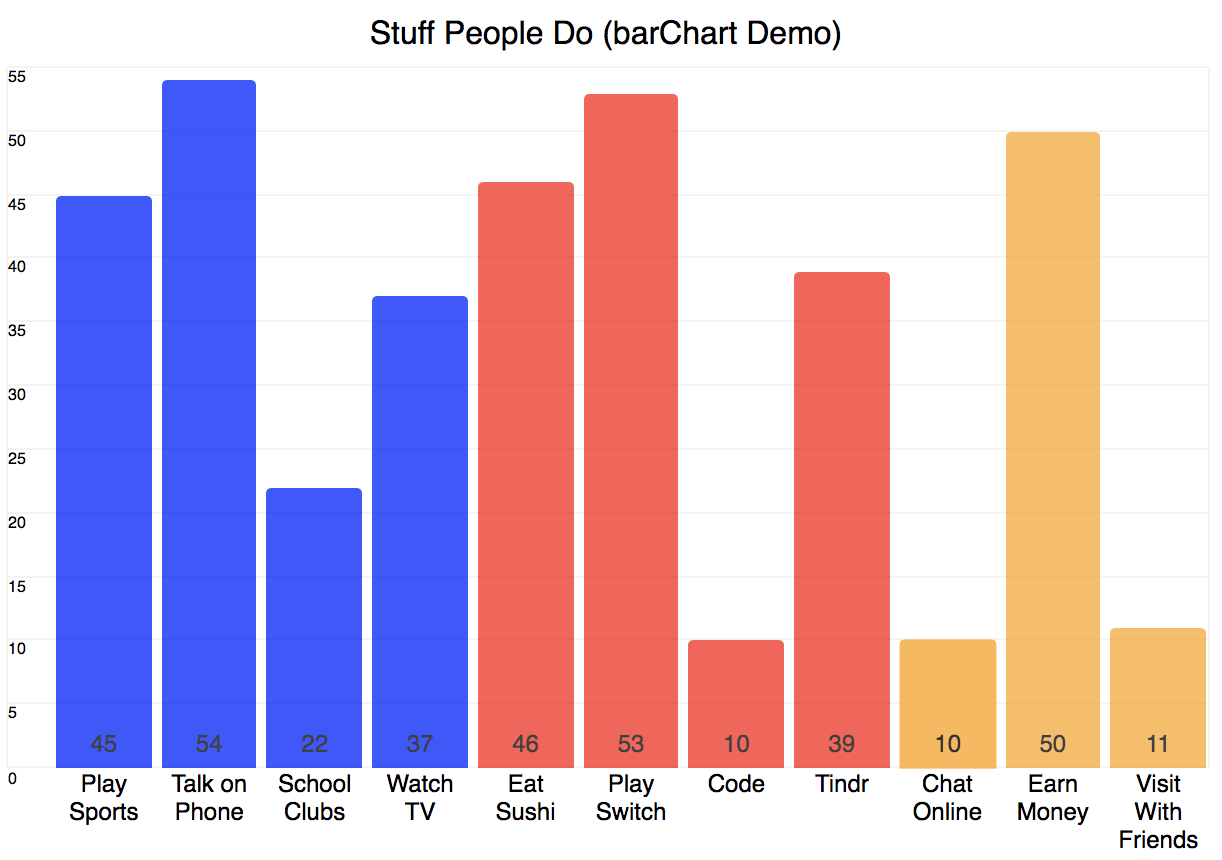 Stuff People Do (barChart Demo)
55
50
45
40
35
30
25
20
15
10
5
0
45 54 22 37 46 53 10 39 10 50 11
Play Talk on School Watch Eat Play Code Tindr Chat Earn Visit
Sports Phone Clubs TV Sushi Switch Online Money With
Friends